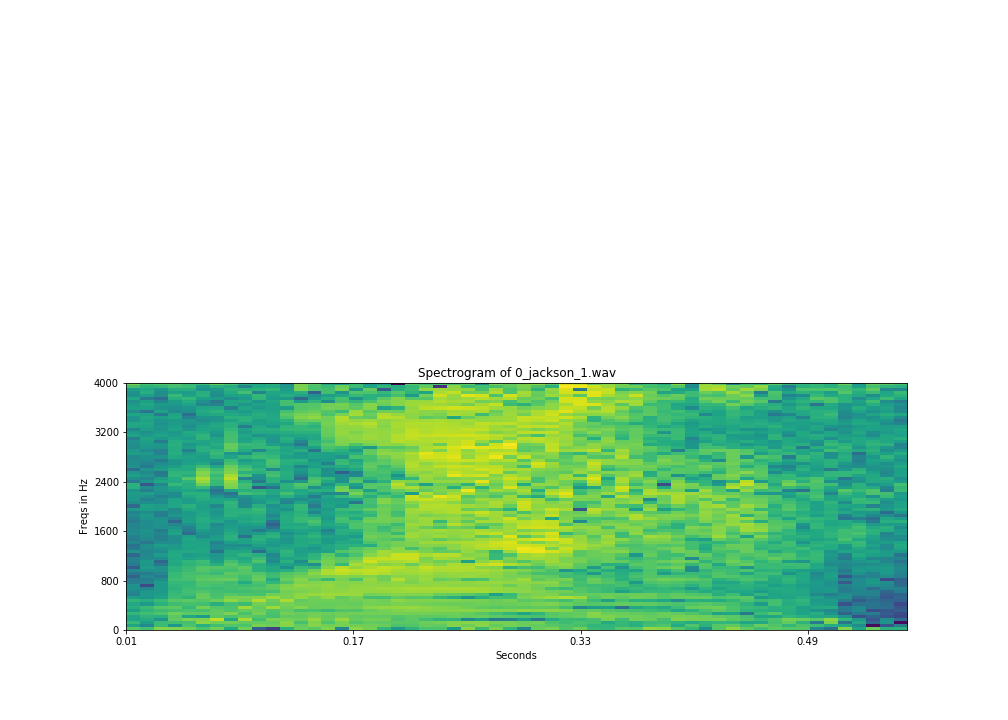 Spectrogram of 0_jackson_1.wav
4000
3200
2400
1600
800
0
Freqs in Hz
0.01 0.17 0.33 0.49
Seconds